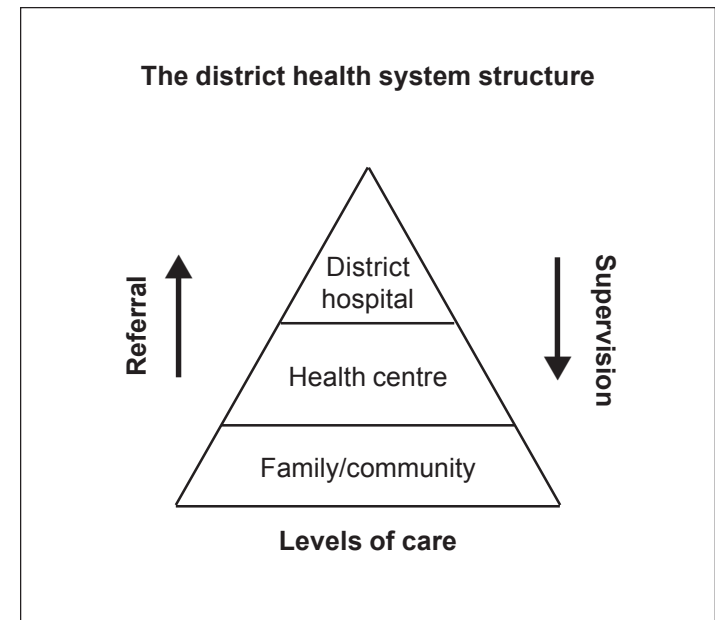 The district health system structure
District
hospital
Referral
Supervision
Health centre
Family/community
Levels of care